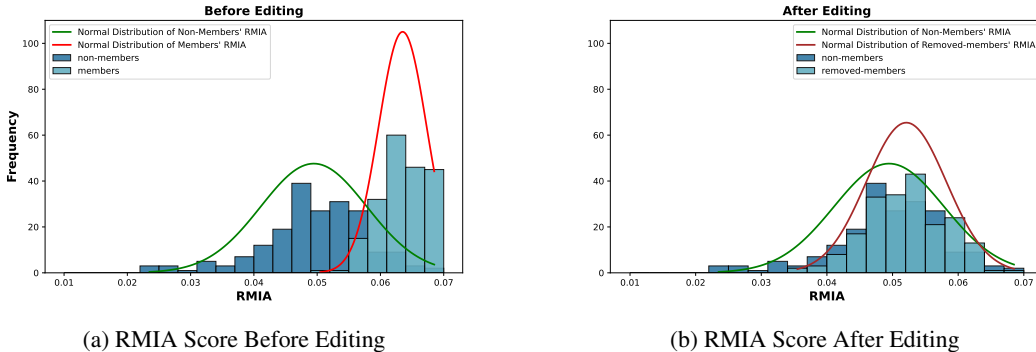 Before Editing
Normal Distribution of Non-Members' RMIA
Normal Distribution of Members' RMIA
non-members
members
Frequency
100
80
60
40
20
0
0.01 0.02 0.03 0.04 0.05 0.06 0.07
RMIA
(a) RMIA Score Before Editing
After Editing
Normal Distribution of Non-Members' RMIA
Normal Distribution of Removed-members' RMIA
non-members
removed-members
100
80
60
40
20
0
0.01 0.02 0.03 0.04 0.05 0.06 0.07
RMIA
(b) RMIA Score After Editing